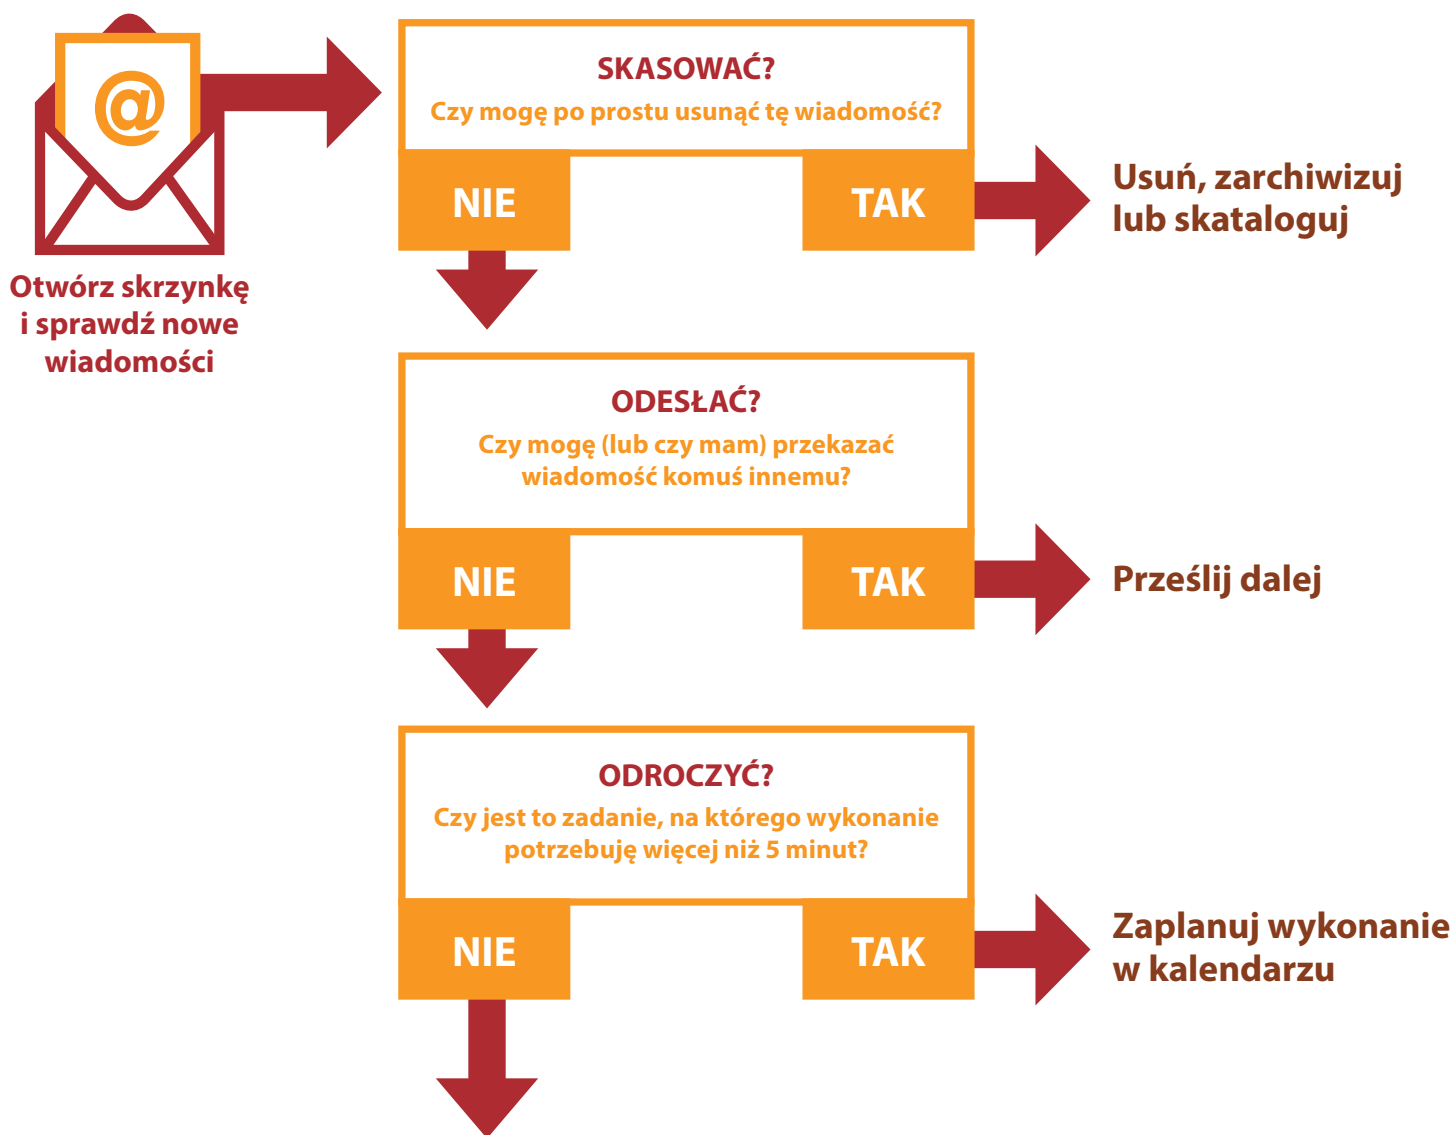 @
Otwórz skrzynkę
i sprawdź nowe
wiadomości
SKASOWAĆ?
Czy mogę po prostu usunąć tę wiadomość?
NIE
TAK
Usuń, zarchiwizuj
lub skataloguj
ODESŁAĆ?
Czy mogę (lub czy mam) przekazać
wiadomość komuś innemu?
NIE
TAK
Prześlij dalej
ODROCZYĆ?
Czy jest to zadanie, na którego wykonanie
potrzebuję więcej niż 5 minut?
NIE
TAK
Zaplanuj wykonanie
w kalendarzu